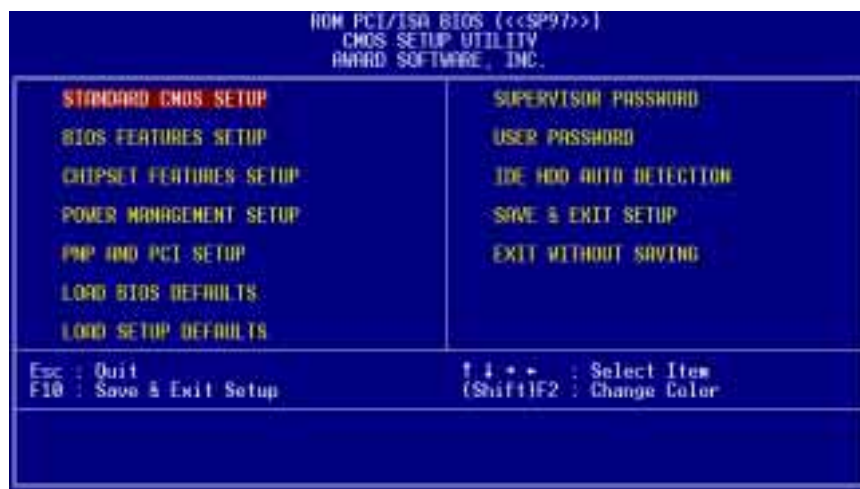 ROM PCI/ISA BIOS (<<SP97>>)
CMOS SETUP UTILITY
AWARD SOFTWARE, INC.
STANDARD CMOS SETUP
BIOS FEATURES SETUP
CHIPSET FEATURES SETUP
POWER MANAGEMENT SETUP
PNP AND PCI SETUP
LOAD BIOS DEFAULTS
LOAD SETUP DEFAULTS
SUPERVISOR PASSWORD
USER PASSWORD
IDE HDD AUTO DETECTION
SAVE & EXIT SETUP
EXIT WITHOUT SAVING
Esc : Quit
F10 : Save & Exit Setup
↑ ↓ → ← : Select Item
(Shift)F2 : Change Color